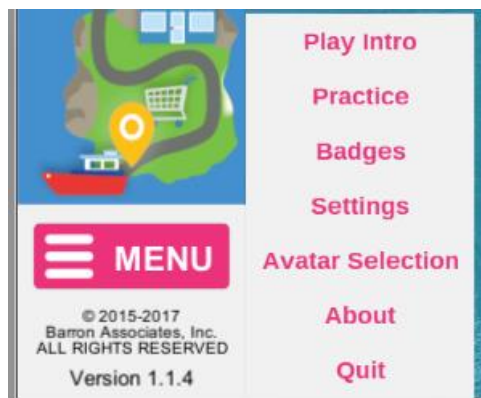 MENU
© 2015-2017
Barron Associates, Inc.
ALL RIGHTS RESERVED
Version 1.1.4
Play Intro
Practice
Badges
Settings
Avatar Selection
About
Quit